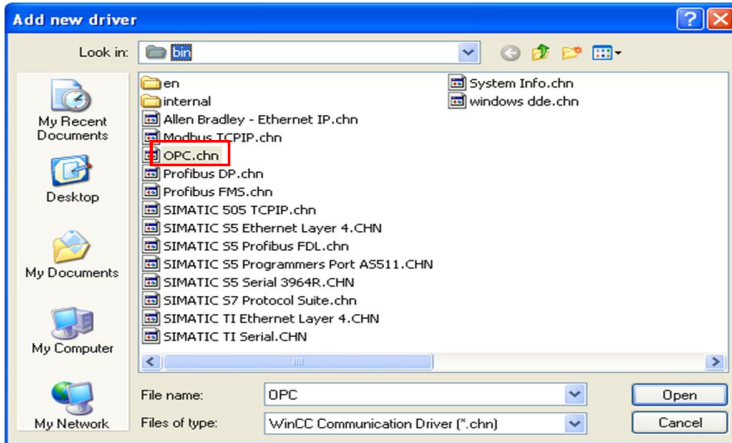 Add new driver
Look in: bin
My Recent Documents
Desktop
My Documents
My Computer
My Network
en
internal
Allen Bradley - Ethernet IP.chn
Modbus TCPIP.chn
OPC.chn
Profibus DP.chn
Profibus FMS.chn
SIMATIC 505 TCPIP.chn
SIMATIC S5 Ethernet Layer 4.CHN
SIMATIC S5 Profibus FDL.chn
SIMATIC S5 Programmers Port AS511.CHN
SIMATIC S5 Serial 3964R.CHN
SIMATIC S7 Protocol Suite.chn
SIMATIC TI Ethernet Layer 4.CHN
SIMATIC TI Serial.CHN
System Info.chn
windows dde.chn
File name: OPC Open
Files of type: WinCC Communication Driver (*.chn) Cancel